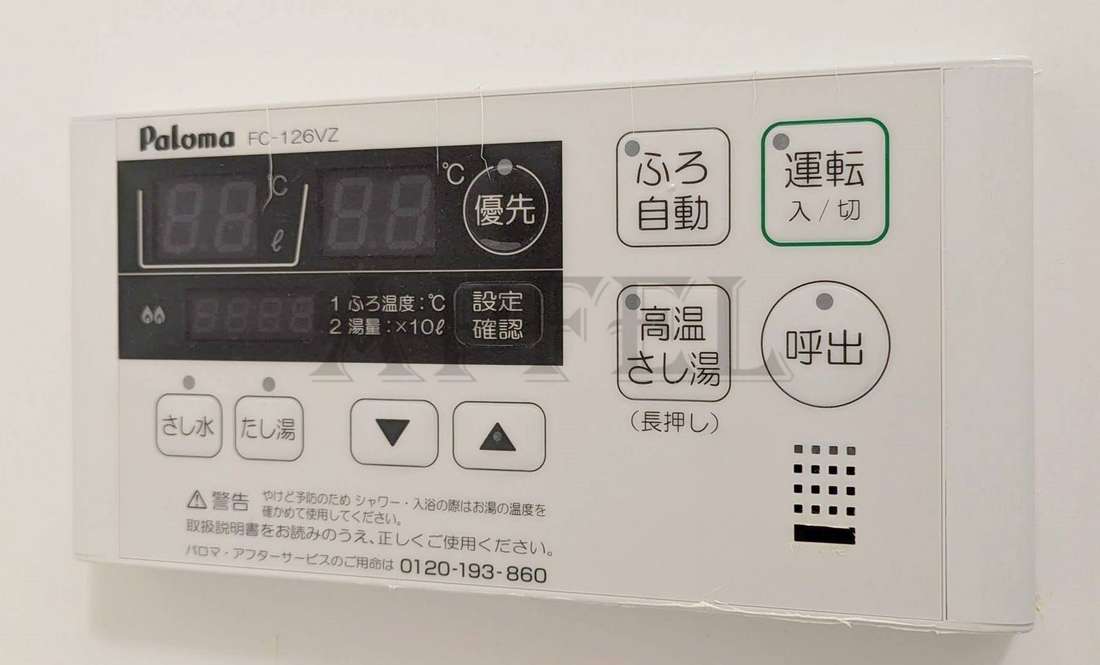 Paloma FC-126VZ
℃
ℓ
℃
優先
1 ふろ温度:℃
2 湯量:×10ℓ
設定
確認
ふろ
自動
運転
入/切
高温
さし湯
(長押し)
呼出
さし水
たし湯
▼
▲
⚠警告
やけど予防のため シャワー・入浴の際はお湯の温度を
確かめて使用してください。
取扱説明書をお読みのうえ、正しくご使用ください。
パロマ・アフターサービスのご用命は 0120-193-860
APFEL